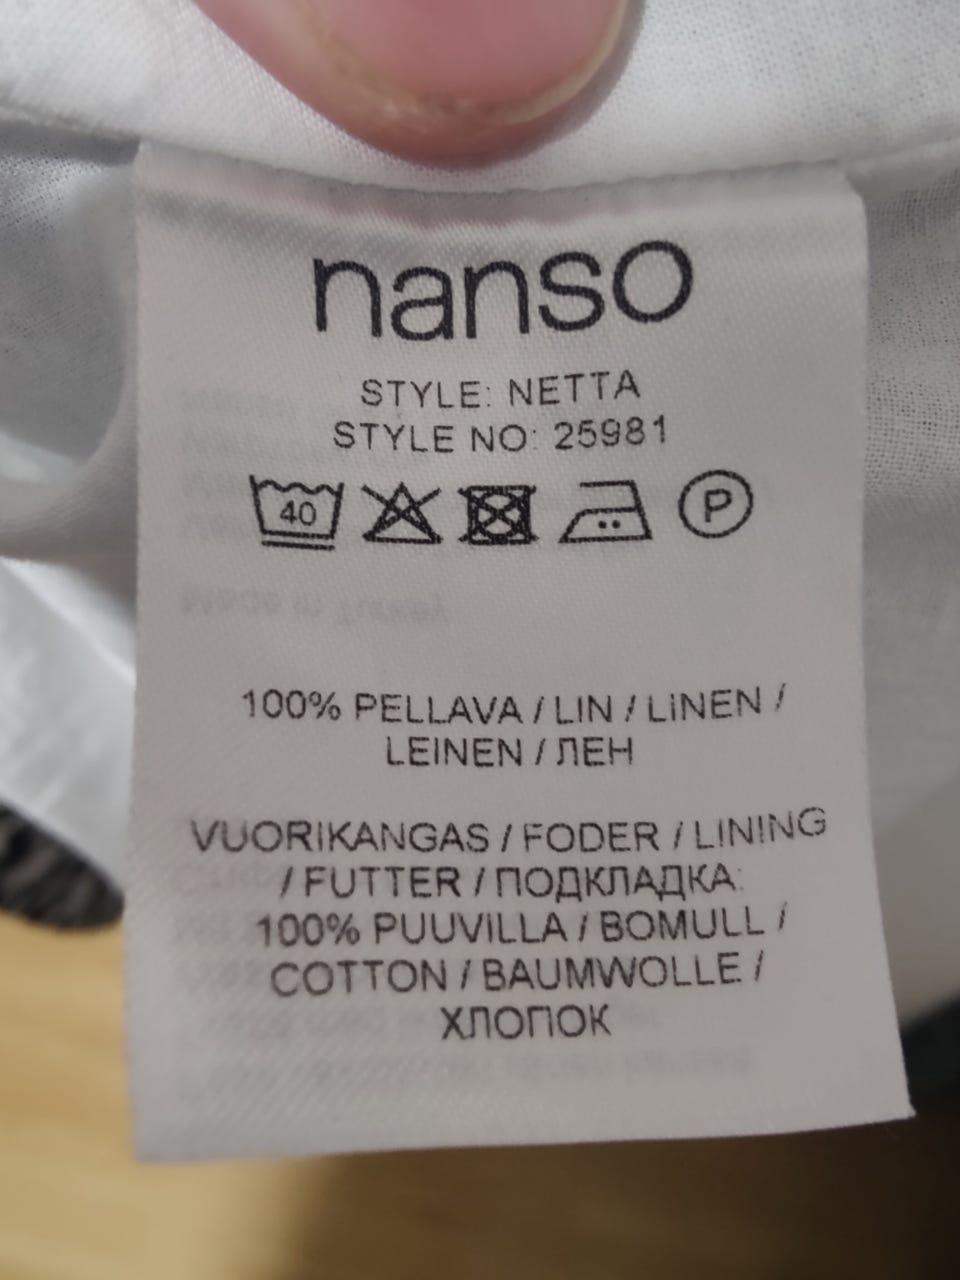 nanso
STYLE: NETTA
STYLE NO: 25981
40 P
100% PELLAVA / LIN / LINEN /
LEINEN / ЛЕН
VUORIKANGAS / FODER / LINING
/ FUTTER / ПОДКЛАДКА:
100% PUUVILLA / BOMULL /
COTTON / BAUMWOLLE /
ХЛОПОК